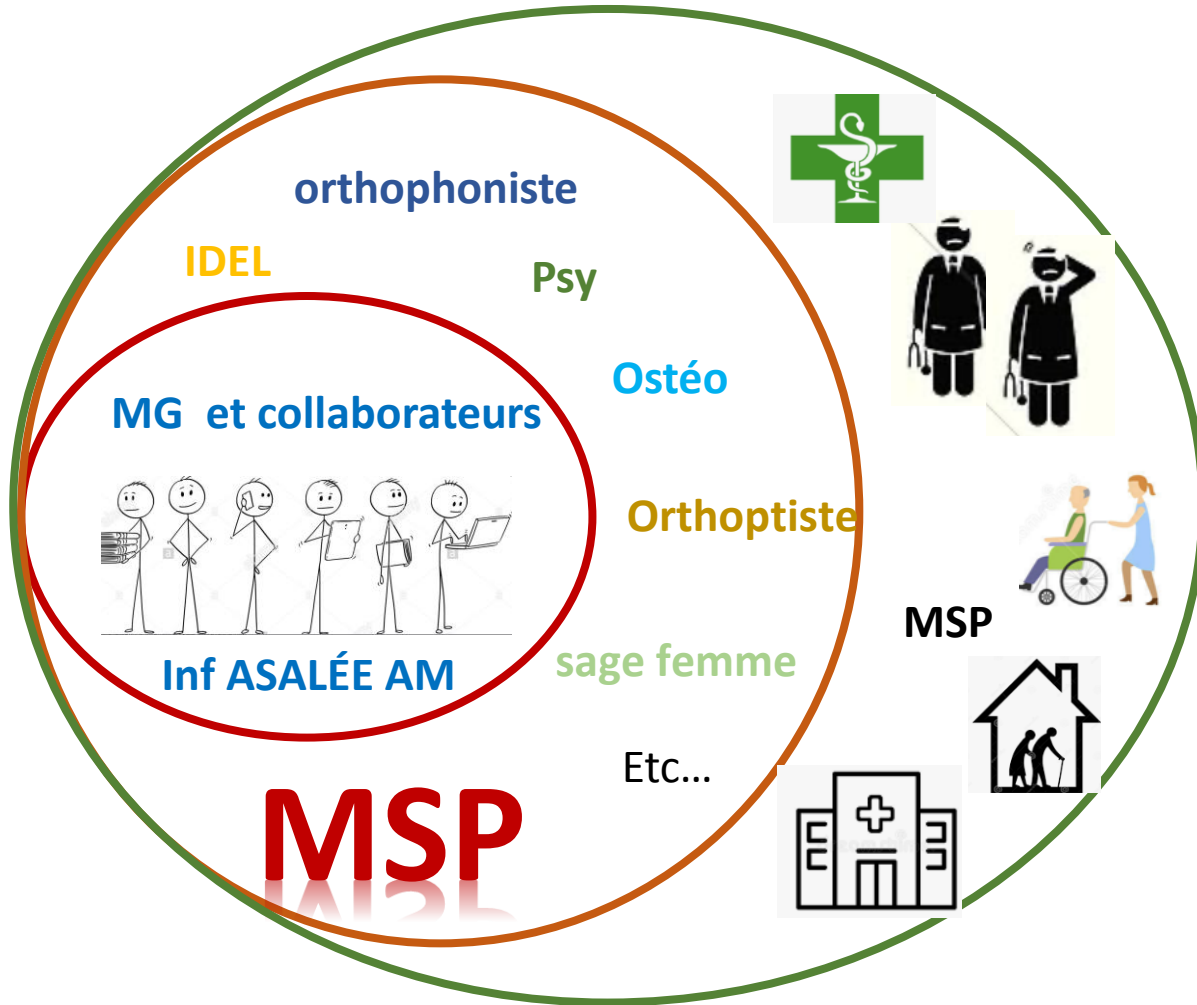 orthophoniste
IDEL
Psy
Ostéo
MG et collaborateurs
Orthoptiste
MSP
Inf ASALÉE AM
sage femme
Etc...
MSP